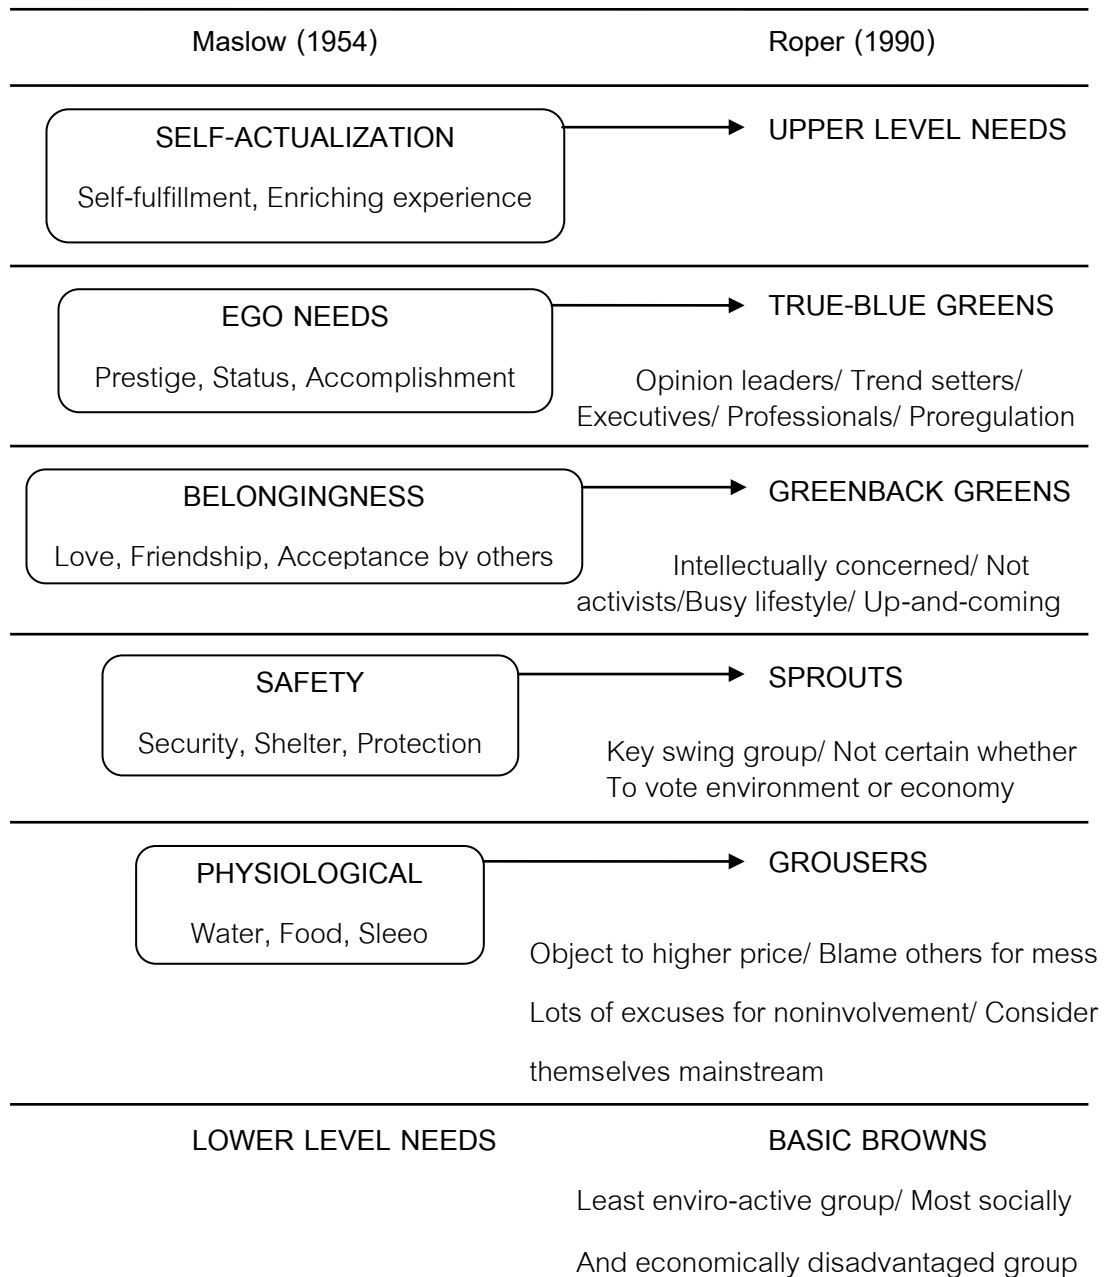 Maslow (1954)
Roper (1990)
SELF-ACTUALIZATION
Self-fulfillment, Enriching experience
UPPER LEVEL NEEDS
EGO NEEDS
Prestige, Status, Accomplishment
TRUE-BLUE GREENS
Opinion leaders/ Trend setters/
Executives/ Professionals/ Proregulation
BELONGINGNESS
Love, Friendship, Acceptance by others
GREENBACK GREENS
Intellectually concerned/ Not
activists/Busy lifestyle/ Up-and-coming
SAFETY
Security, Shelter, Protection
SPROUTS
Key swing group/ Not certain whether
To vote environment or economy
PHYSIOLOGICAL
Water, Food, Sleeo
GROUSERS
Object to higher price/ Blame others for mess
Lots of excuses for noninvolvement/ Consider
themselves mainstream
LOWER LEVEL NEEDS
BASIC BROWNS
Least enviro-active group/ Most socially
And economically disadvantaged group